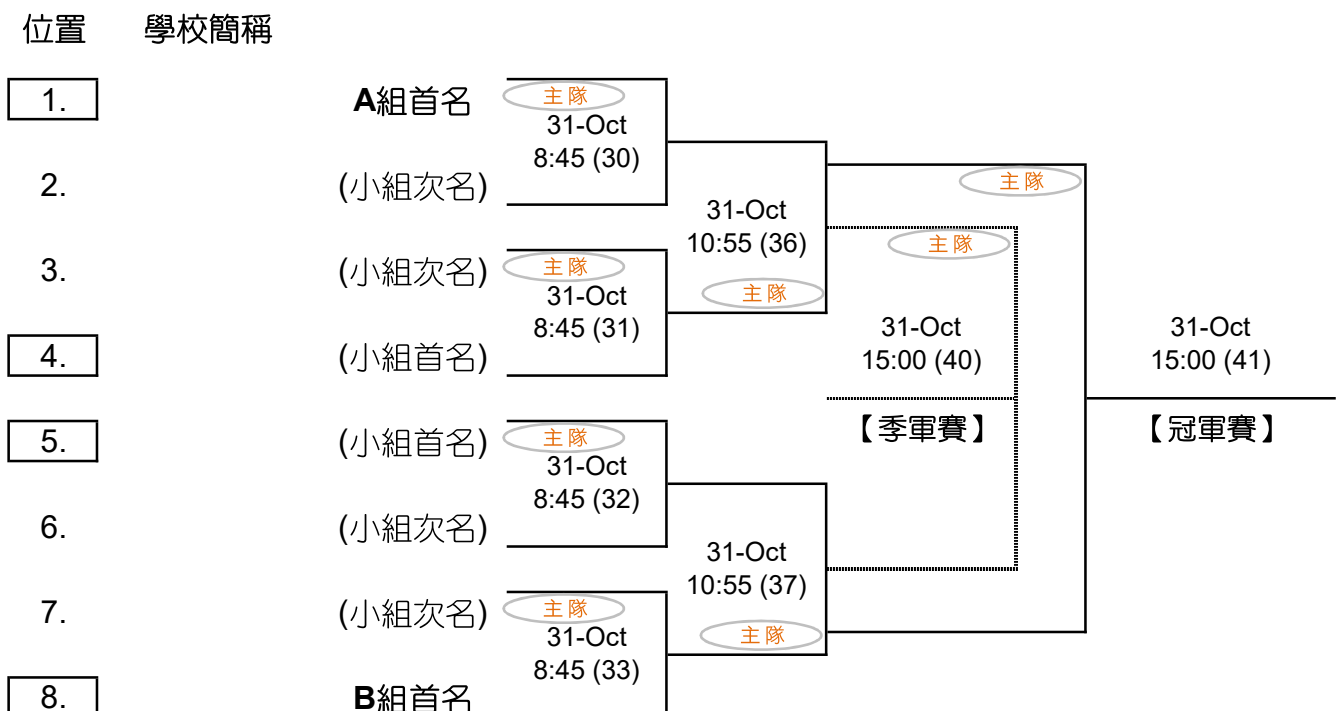 位置 學校簡稱
1. A組首名 主隊
31-Oct
8:45 (30)
主隊
2. (小組次名)
31-Oct
10:55 (36)
主隊
3. (小組次名) 主隊
31-Oct
主隊
8:45 (31)
31-Oct
15:00 (40)
31-Oct
15:00 (41)
4. (小組首名)
【季軍賽】 【冠軍賽】
5. (小組首名) 主隊
31-Oct
8:45 (32)
6. (小組次名)
31-Oct
10:55 (37)
7. (小組次名) 主隊
31-Oct
主隊
8:45 (33)
8. B組首名